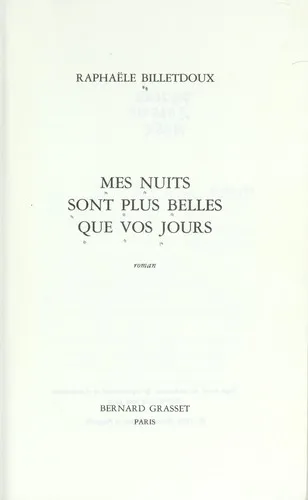 RAPHAËLE BILLETDOUX
MES NUITS
SONT PLUS BELLES
QUE VOS JOURS
roman
BERNARD GRASSET
PARIS